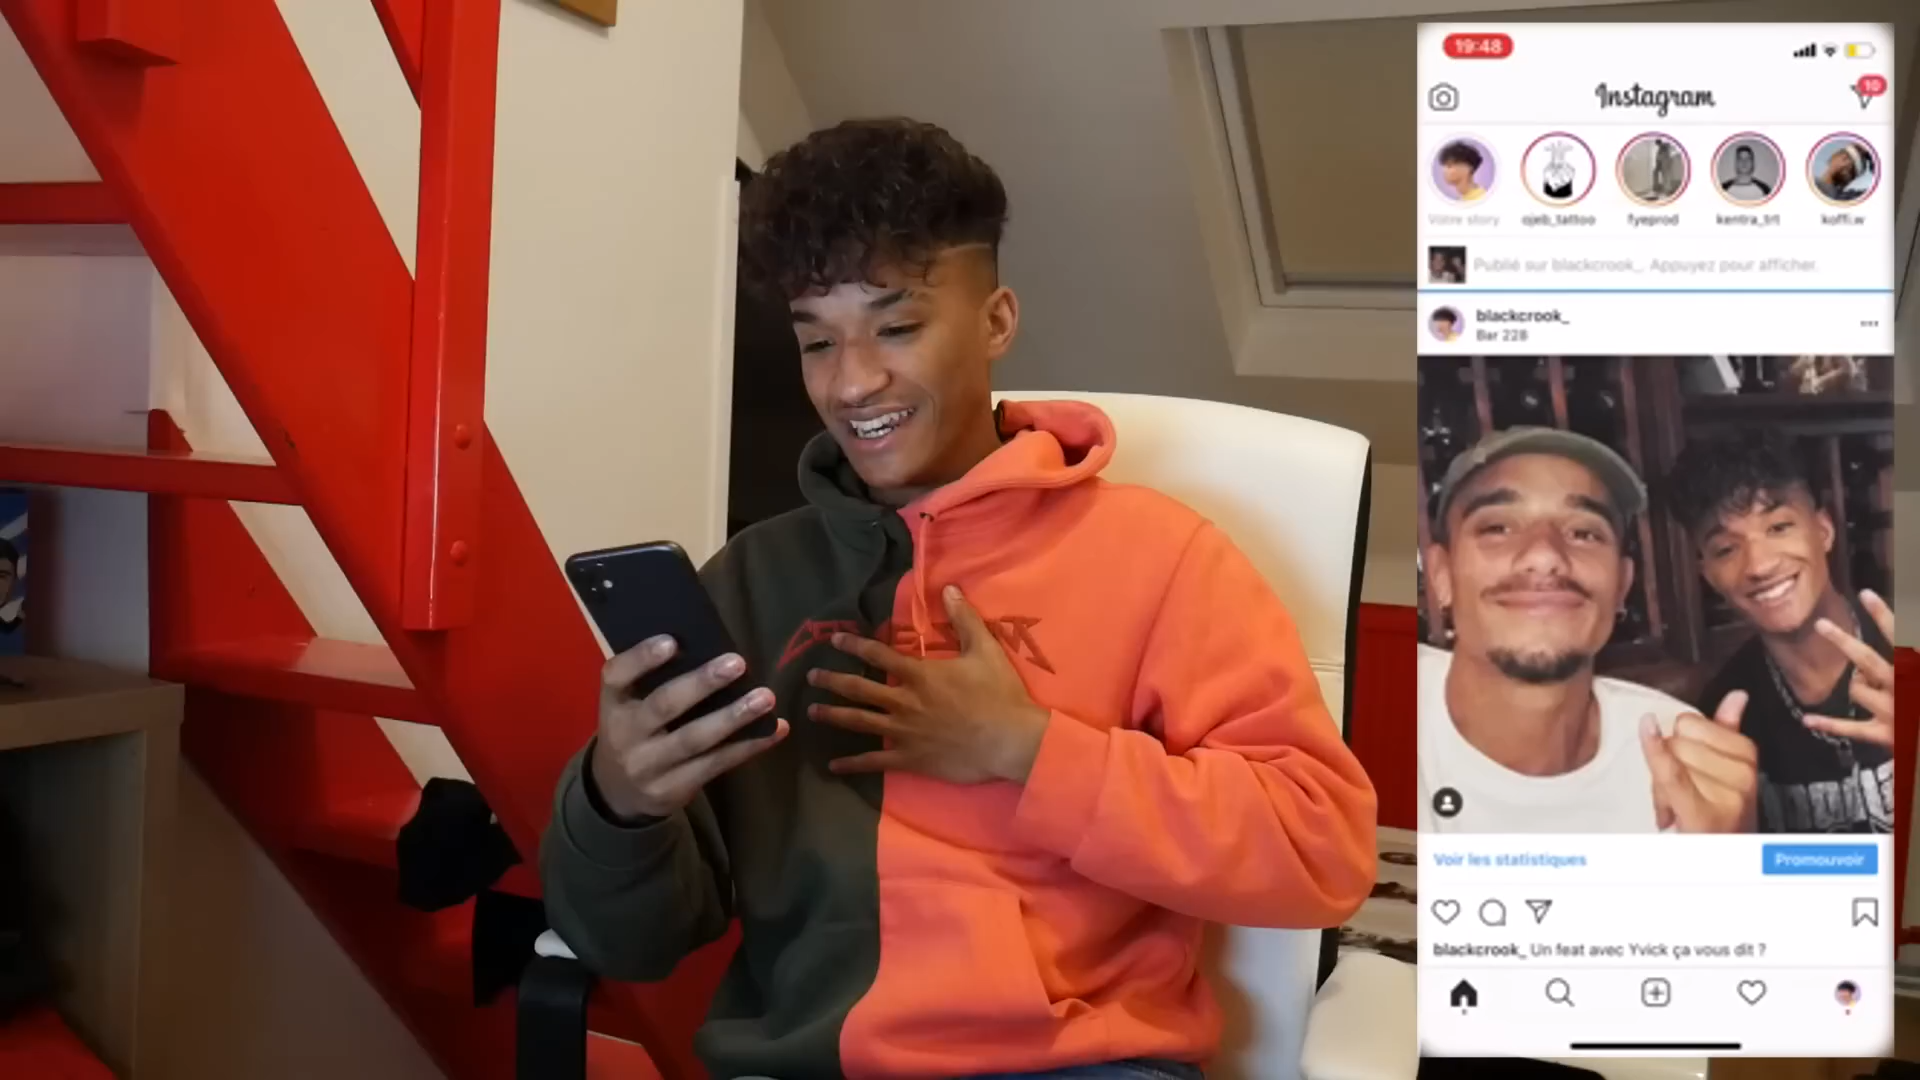 19:48
Instagram
10
Votre story
ojeb_tattoo
fyeprod
kentra_trt
koffi.w
Publié sur blackcrook_. Appuyez pour afficher.
blackcrook_
Bar 228
Voir les statistiques
Promouvoir
blackcrook_ Un feat avec Yvick ça vous dit ?